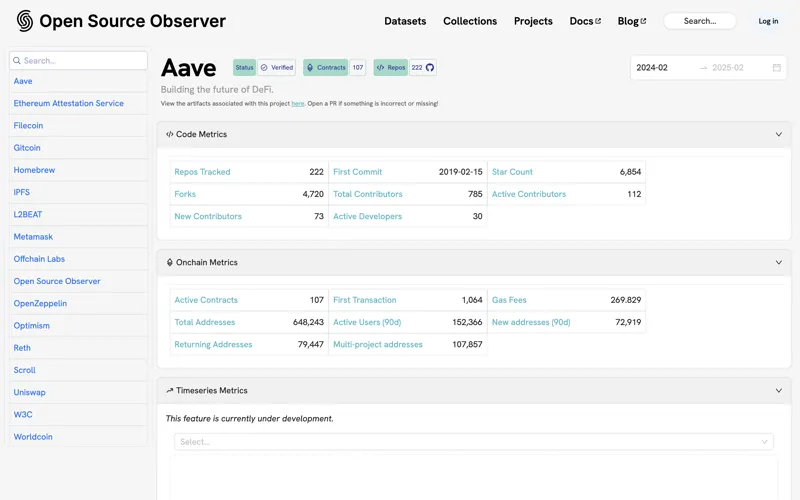 Open Source Observer
Datasets Collections Projects Docs Blog Search... Log in
Search...
Aave
Ethereum Attestation Service
Filecoin
Gitcoin
Homebrew
IPFS
L2BEAT
Metamask
Offchain Labs
Open Source Observer
OpenZeppelin
Optimism
Reth
Scroll
Uniswap
W3C
Worldcoin
Aave Status Verified Contracts 107 Repos 222
2024-02 → 2025-02
Building the future of DeFi.
View the artifacts associated with this project here. Open a PR if something is incorrect or missing!
Code Metrics
Repos Tracked 222 First Commit 2019-02-15 Star Count 6,854
Forks 4,720 Total Contributors 785 Active Contributors 112
New Contributors 73 Active Developers 30
Onchain Metrics
Active Contracts 107 First Transaction 1,064 Gas Fees 269.829
Total Addresses 648,243 Active Users (90d) 152,366 New addresses (90d) 72,919
Returning Addresses 79,447 Multi-project addresses 107,857
Timeseries Metrics
This feature is currently under development.
Select...